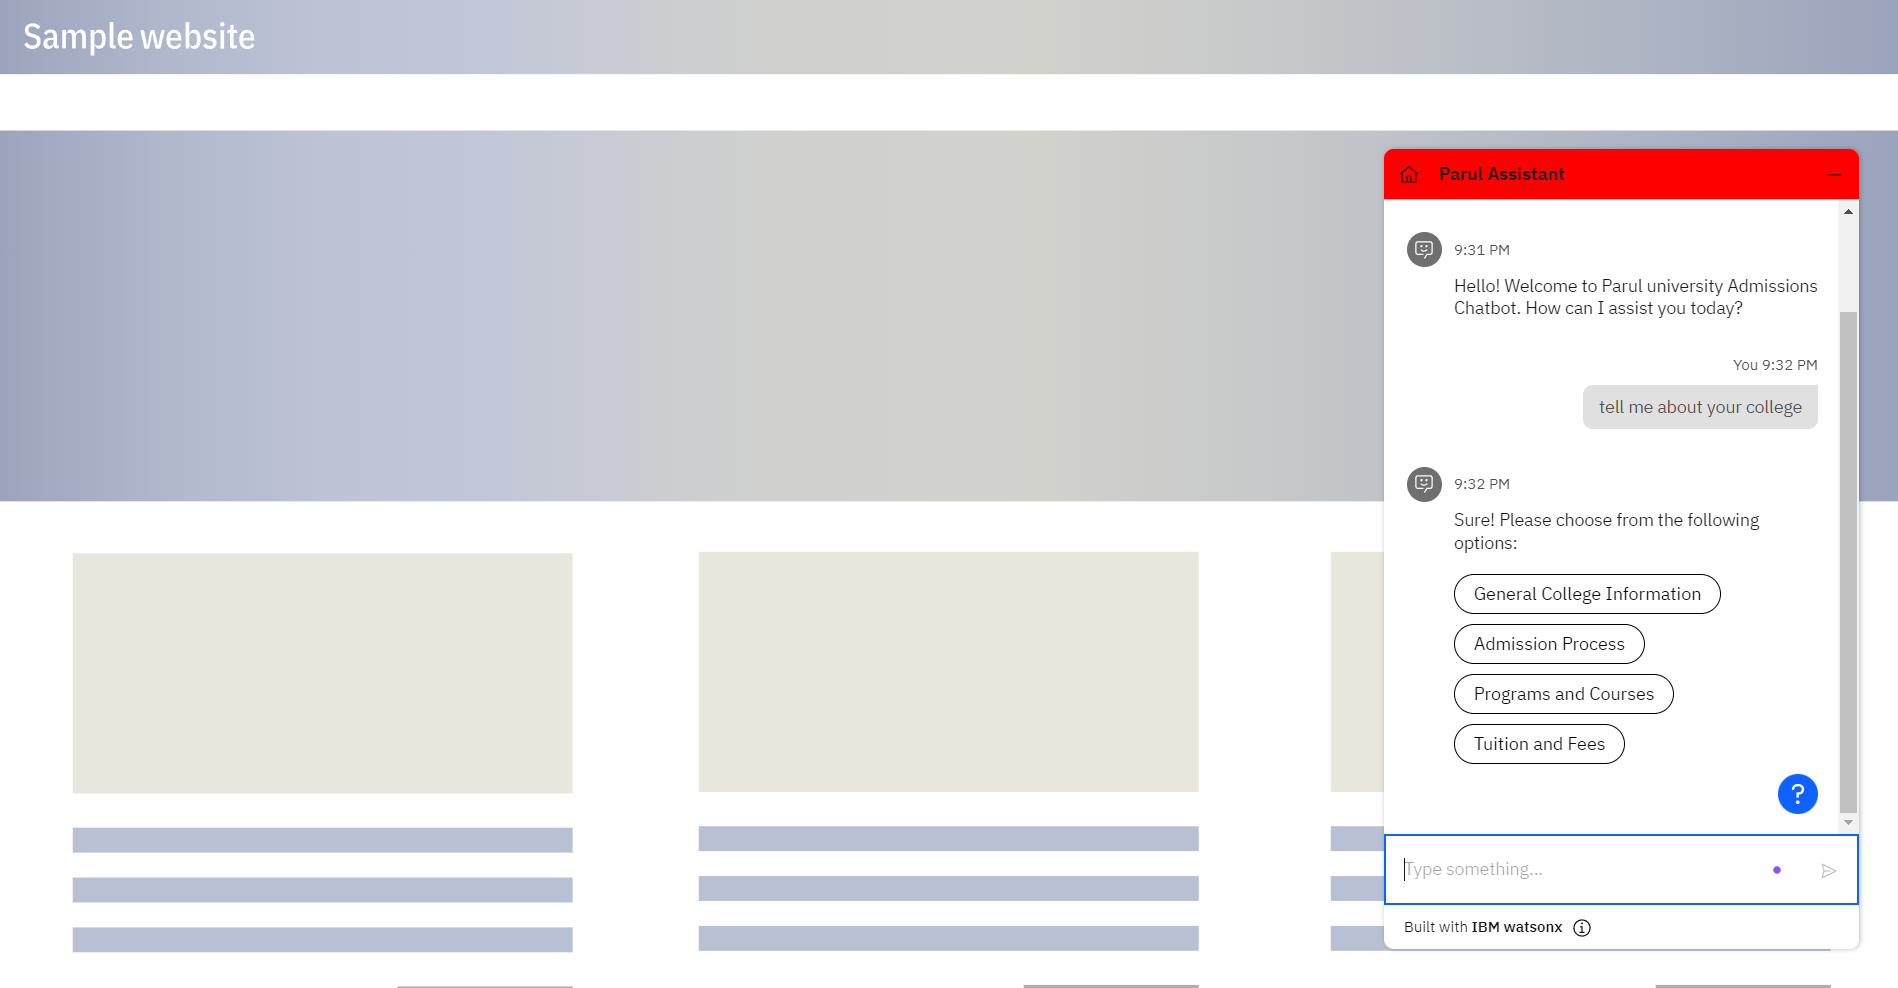 Sample website
Parul Assistant
9:31 PM
Hello! Welcome to Parul university Admissions
Chatbot. How can I assist you today?
You 9:32 PM
tell me about your college
9:32 PM
Sure! Please choose from the following
options:
General College Information
Admission Process
Programs and Courses
Tuition and Fees
?
Type something...
Built with IBM watsonx